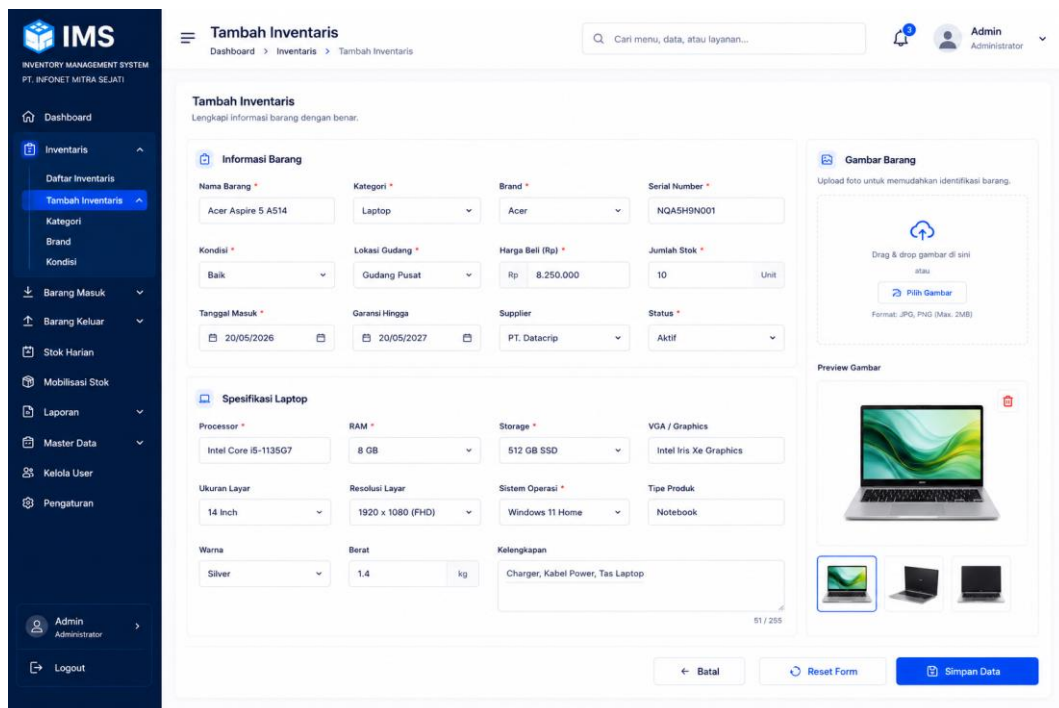 IMS
INVENTORY MANAGEMENT SYSTEM
PT. INFONET MITRA SEJATI
Dashboard
Inventaris
Daftar Inventaris
Tambah Inventaris
Kategori
Brand
Kondisi
Barang Masuk
Barang Keluar
Stok Harian
Mobilisasi Stok
Laporan
Master Data
Kelola User
Pengaturan
Admin
Administrator
Logout
Tambah Inventaris
Dashboard > Inventaris > Tambah Inventaris
Cari menu, data, atau layanan...
3
Admin
Administrator
Tambah Inventaris
Lengkapi informasi barang dengan benar.
Informasi Barang
Nama Barang * Kategori * Brand * Serial Number *
Acer Aspire 5 A514 Laptop Acer NQA5H9N001
Kondisi * Lokasi Gudang * Harga Beli (Rp) * Jumlah Stok *
Baik Gudang Pusat Rp 8.250.000 10 Unit
Tanggal Masuk * Garansi Hingga Supplier Status *
20/05/2026 20/05/2027 PT. Datacrip Aktif
Spesifikasi Laptop
Processor * RAM * Storage * VGA / Graphics
Intel Core i5-1135G7 8 GB 512 GB SSD Intel Iris Xe Graphics
Ukuran Layar Resolusi Layar Sistem Operasi * Tipe Produk
14 Inch 1920 x 1080 (FHD) Windows 11 Home Notebook
Warna Berat Kelengkapan
Silver 1.4 kg Charger, Kabel Power, Tas Laptop
51 / 255
Gambar Barang
Upload foto untuk memudahkan identifikasi barang.
Drag & drop gambar di sini
atau
Pilih Gambar
Format: JPG, PNG (Max. 2MB)
Preview Gambar
← Batal
Reset Form
Simpan Data